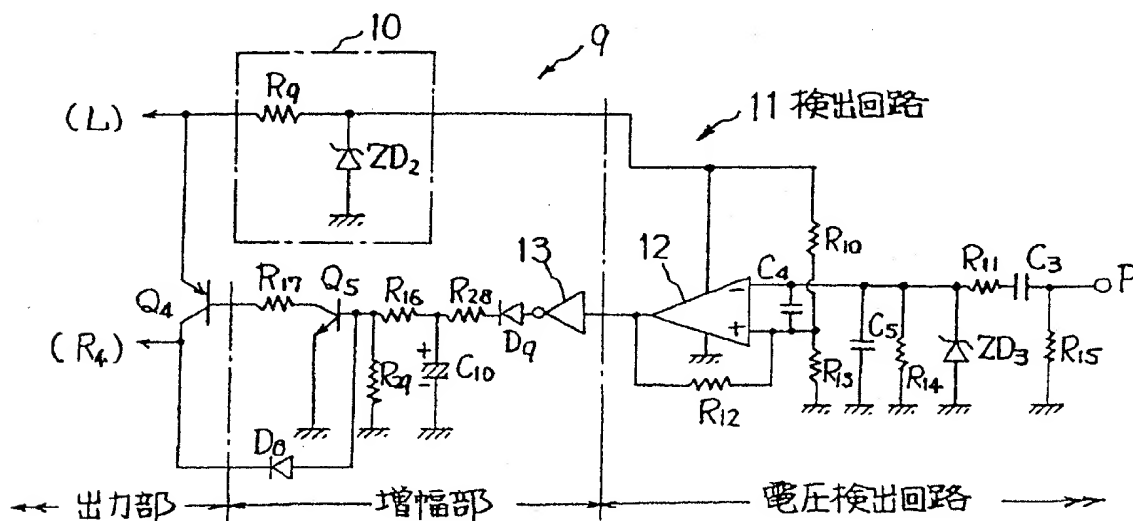 10
9
(L)
R9
ZD2
11 検出回路
Q4
R17
Q5
R16
R28
13
D9
12
C4
R10
R11
C3
P
(R4)
R29
+
-
C10
-
+
R12
R13
C5
R14
ZD3
R15
D8
出力部
増幅部
電圧検出回路